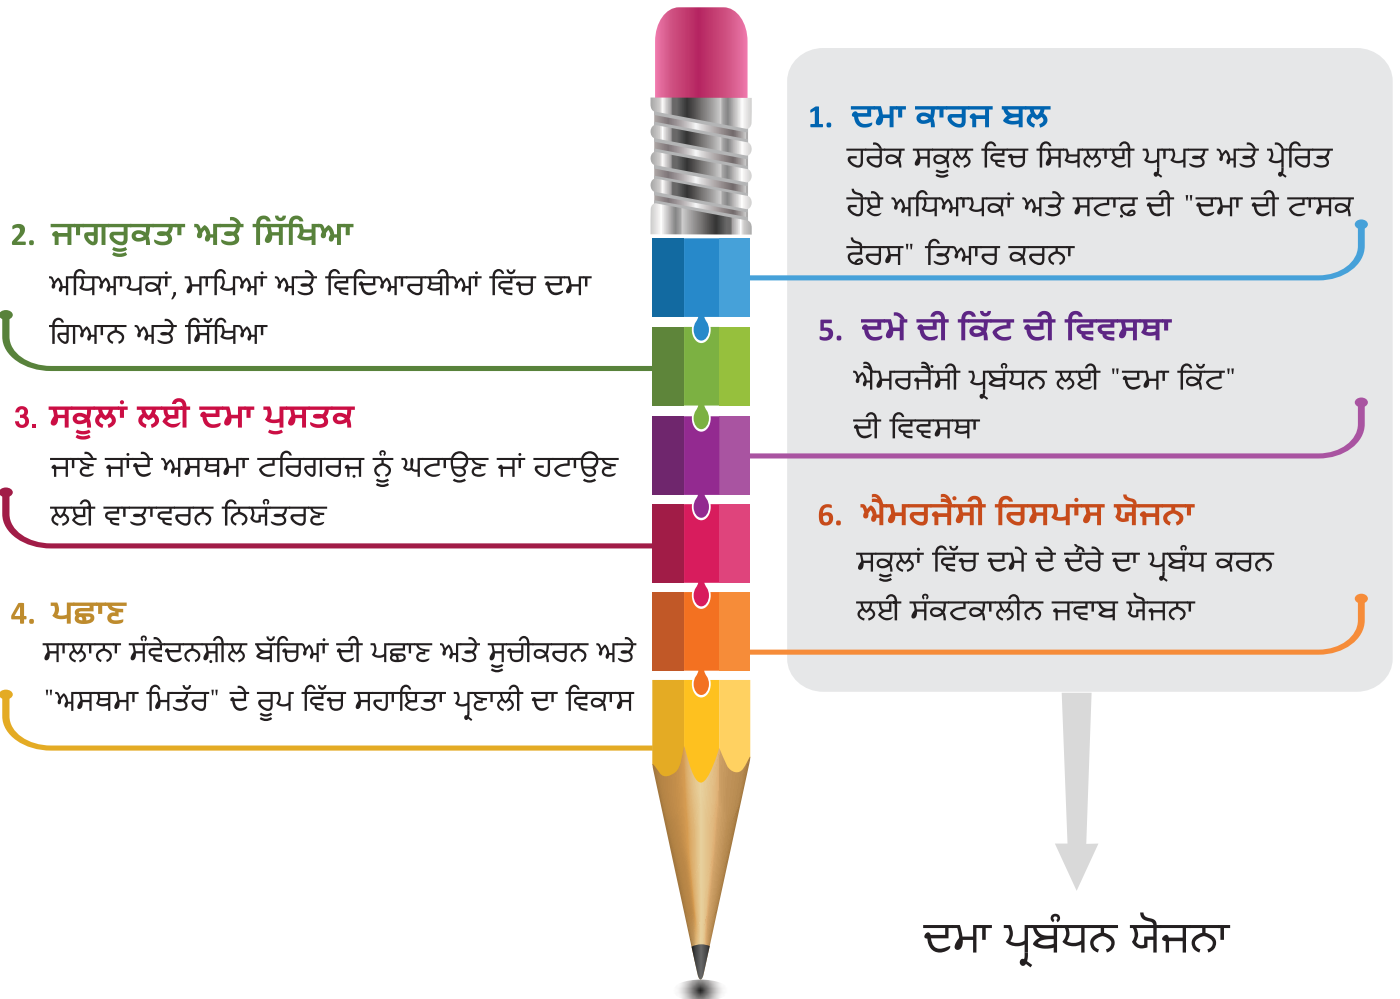 1. ਦਮਾ ਕਾਰਜ ਬਲ
ਹਰੇਕ ਸਕੂਲ ਵਿਚ ਸਿਖਲਾਈ ਪ੍ਰਾਪਤ ਅਤੇ ਪ੍ਰੇਰਿਤ
ਹੋਏ ਅਧਿਆਪਕਾਂ ਅਤੇ ਸਟਾਫ਼ ਦੀ "ਦਮਾ ਦੀ ਟਾਸਕ
ਫੋਰਸ" ਤਿਆਰ ਕਰਨਾ
2. ਜਾਗਰੂਕਤਾ ਅਤੇ ਸਿੱਖਿਆ
ਅਧਿਆਪਕਾਂ, ਮਾਪਿਆਂ ਅਤੇ ਵਿਦਿਆਰਥੀਆਂ ਵਿੱਚ ਦਮਾ
ਗਿਆਨ ਅਤੇ ਸਿੱਖਿਆ
3. ਸਕੂਲਾਂ ਲਈ ਦਮਾ ਪੁਸਤਕ
ਜਾਣੇ ਜਾਂਦੇ ਅਸਥਮਾ ਟਰਿਗਰਜ਼ ਨੂੰ ਘਟਾਉਣ ਜਾਂ ਹਟਾਉਣ
ਲਈ ਵਾਤਾਵਰਨ ਨਿਯੰਤਰਣ
4. ਪਛਾਣ
ਸਾਲਾਨਾ ਸੰਵੇਦਨਸ਼ੀਲ ਬੱਚਿਆਂ ਦੀ ਪਛਾਣ ਅਤੇ ਸੂਚੀਕਰਨ ਅਤੇ
"ਅਸਥਮਾ ਮਿਤੱਰ" ਦੇ ਰੂਪ ਵਿੱਚ ਸਹਾਇਤਾ ਪ੍ਰਣਾਲੀ ਦਾ ਵਿਕਾਸ
5. ਦਮੇ ਦੀ ਕਿੱਟ ਦੀ ਵਿਵਸਥਾ
ਐਮਰਜੈਂਸੀ ਪ੍ਰਬੰਧਨ ਲਈ "ਦਮਾ ਕਿੱਟ"
ਦੀ ਵਿਵਸਥਾ
6. ਐਮਰਜੈਂਸੀ ਰਿਸਪਾਂਸ ਯੋਜਨਾ
ਸਕੂਲਾਂ ਵਿੱਚ ਦਮੇ ਦੇ ਦੌਰੇ ਦਾ ਪ੍ਰਬੰਧ ਕਰਨ
ਲਈ ਸੰਕਟਕਾਲੀਨ ਜਵਾਬ ਯੋਜਨਾ
ਦਮਾ ਪ੍ਰਬੰਧਨ ਯੋਜਨਾ